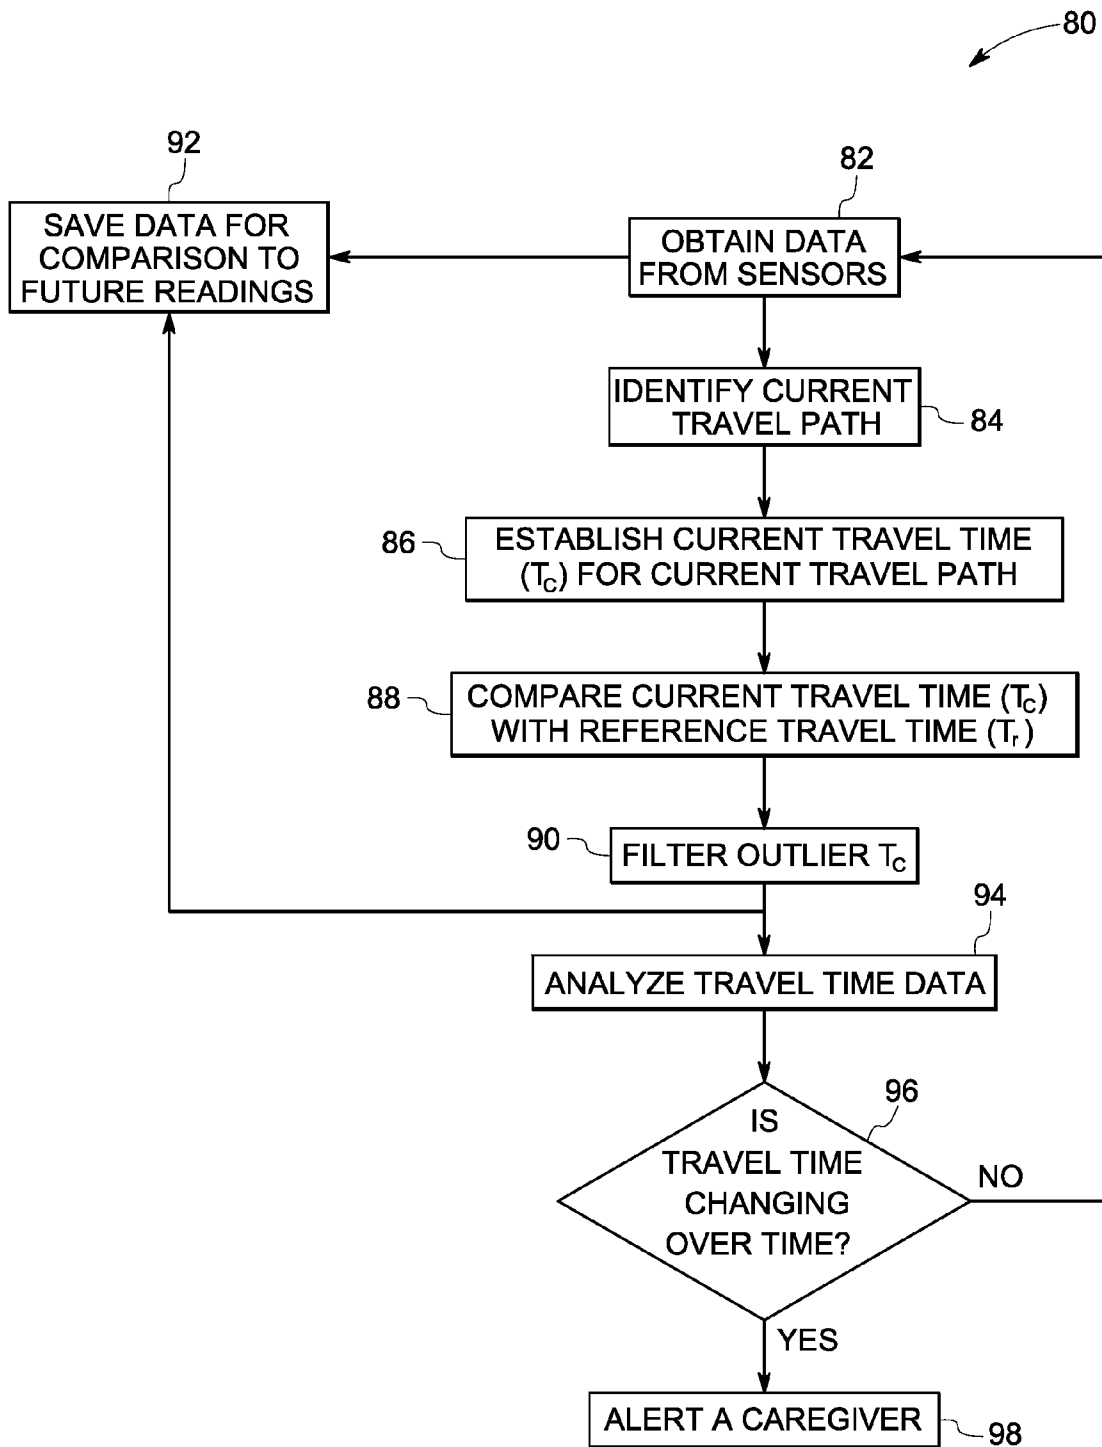 80
92
SAVE DATA FOR
COMPARISON TO
FUTURE READINGS
82
OBTAIN DATA
FROM SENSORS
IDENTIFY CURRENT
TRAVEL PATH
84
86
ESTABLISH CURRENT TRAVEL TIME
(Tc) FOR CURRENT TRAVEL PATH
88
COMPARE CURRENT TRAVEL TIME (Tc)
WITH REFERENCE TRAVEL TIME (Tr)
90
FILTER OUTLIER Tc
94
ANALYZE TRAVEL TIME DATA
96
IS
TRAVEL TIME
CHANGING
OVER TIME?
NO
YES
ALERT A CAREGIVER
98